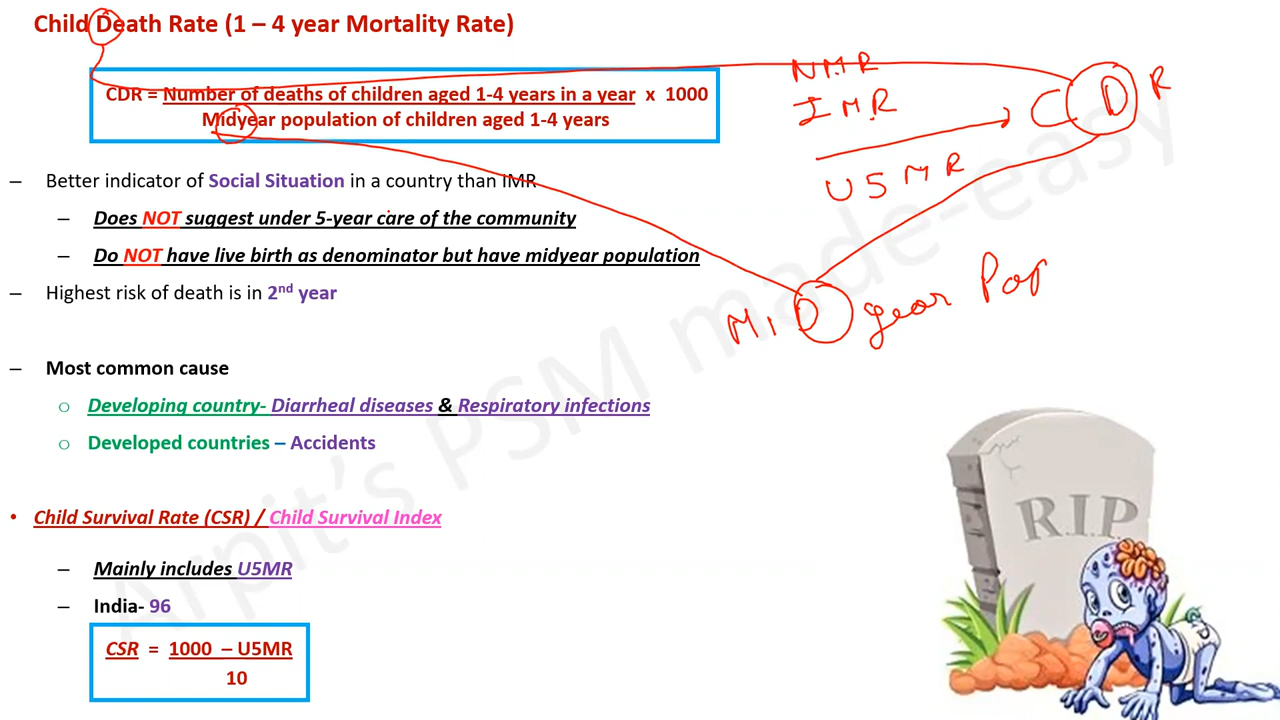 Child Death Rate (1 – 4 year Mortality Rate)
CDR = Number of deaths of children aged 1-4 years in a year x 1000
Midyear population of children aged 1-4 years
NMR
IMR
CDR
U5MR
– Better indicator of Social Situation in a country than IMR
– Does NOT suggest under 5-year care of the community
– Do NOT have live birth as denominator but have midyear population
– Highest risk of death is in 2nd year
MID year Pop
– Most common cause
o Developing country- Diarrheal diseases & Respiratory infections
o Developed countries – Accidents
• Child Survival Rate (CSR) / Child Survival Index
– Mainly includes U5MR
– India- 96
CSR = 1000 – U5MR
10
R.I.P
Arpit's PSM made-easy